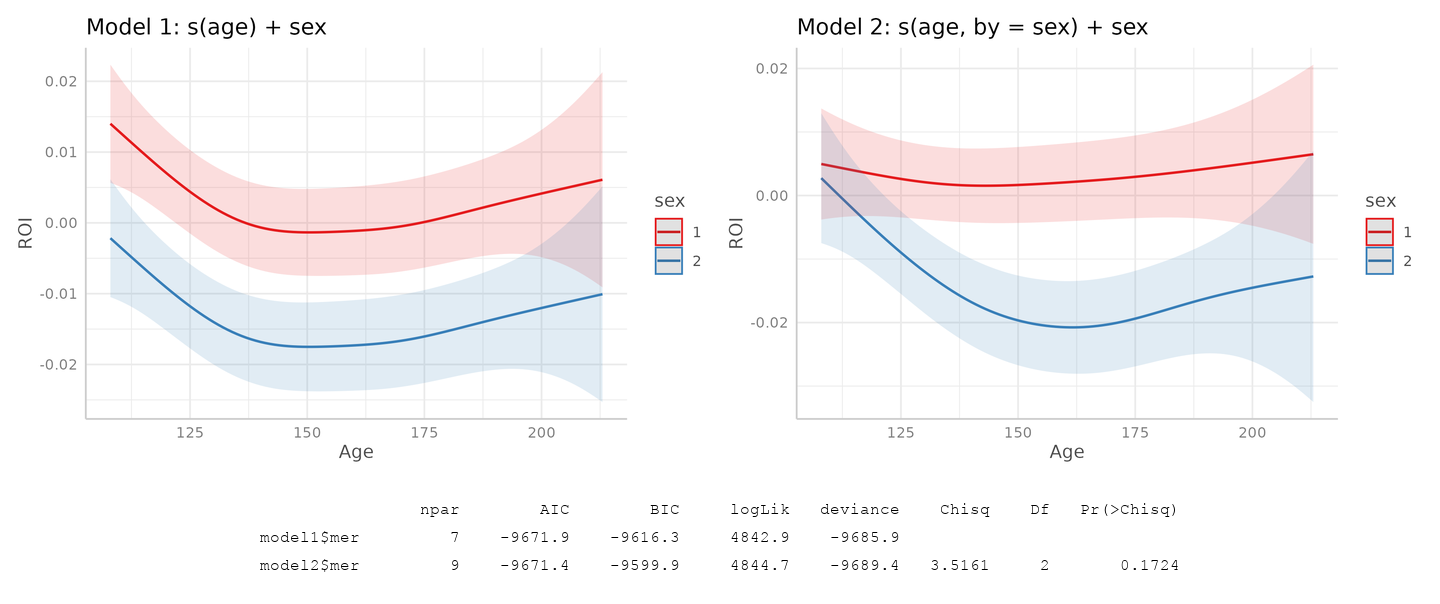 Model 1: s(age) + sex
0.02
0.01
0.00
-0.01
-0.02
ROI
125 150 175 200
Age
sex
1
2
Model 2: s(age, by = sex) + sex
0.02
0.00
-0.02
ROI
125 150 175 200
Age
sex
1
2
npar AIC BIC logLik deviance Chisq Df Pr(>Chisq)
model1$mer 7 -9671.9 -9616.3 4842.9 -9685.9
model2$mer 9 -9671.4 -9599.9 4844.7 -9689.4 3.5161 2 0.1724